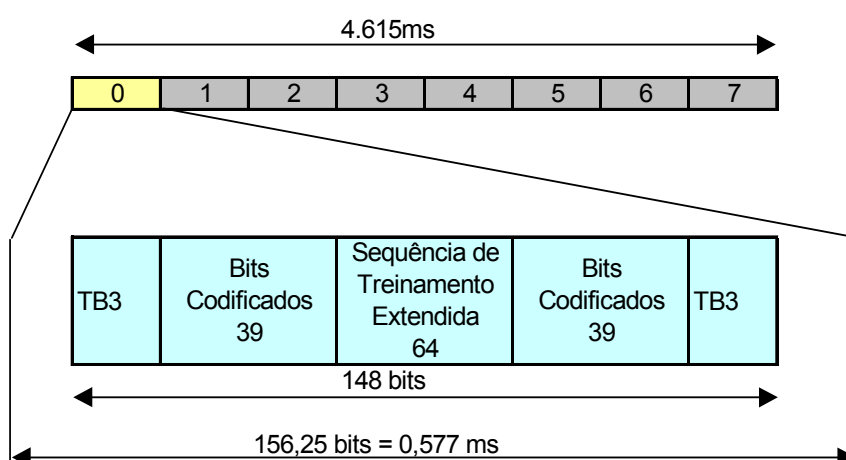 4.615ms
0 1 2 3 4 5 6 7
TB3
Bits
Codificados
39
Sequência de
Treinamento
Extendida
64
Bits
Codificados
39
TB3
148 bits
156,25 bits = 0,577 ms